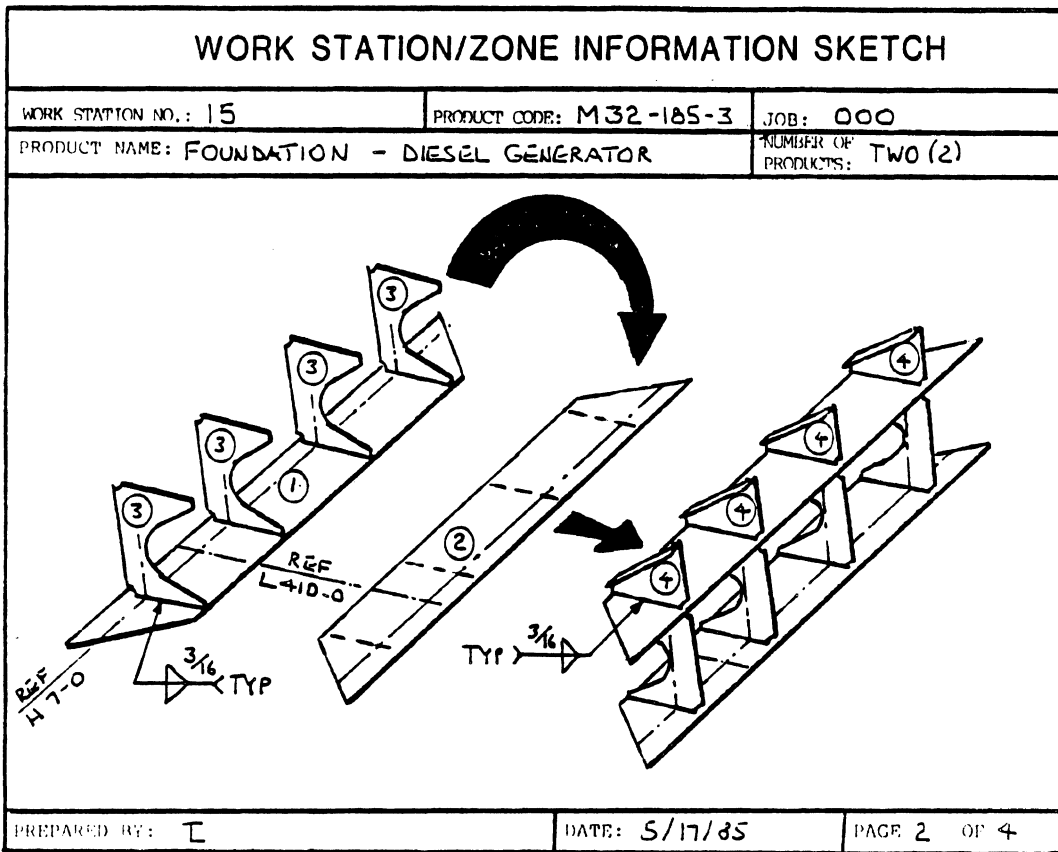 WORK STATION/ZONE INFORMATION SKETCH
WORK STATION NO.: 15 PRODUCT CODE: M32-185-3 JOB: 000
PRODUCT NAME: FOUNDATION - DIESEL GENERATOR NUMBER OF PRODUCTS: TWO (2)
3
3
3
3
1
2
4
4
4
4
REF
L41D-0
REF
H 7-0
3/16 TYP
TYP 3/16
PREPARED BY: I DATE: 5/17/85 PAGE 2 OF 4